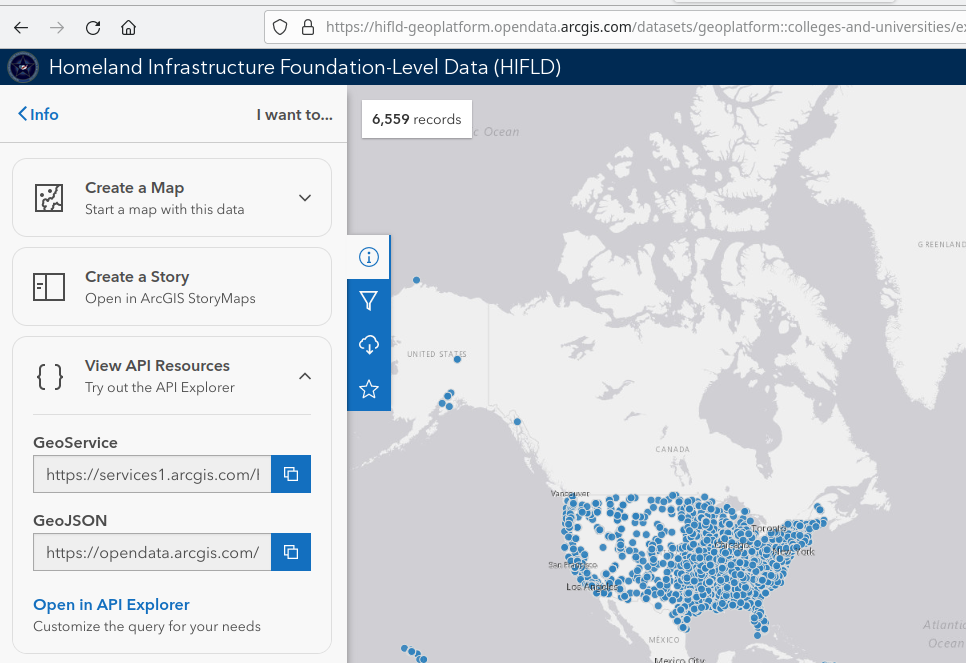 https://hifld-geoplatform.opendata.arcgis.com/datasets/geoplatform::colleges-and-universities/e
Homeland Infrastructure Foundation-Level Data (HIFLD)
Info
I want to...
6,559 records
c Ocean
Create a Map
Start a map with this data
GREENLAND
Create a Story
Open in ArcGIS StoryMaps
UNITED STATES
View API Resources
Try out the API Explorer
CANADA
GeoService
https://services1.arcgis.com/
Vancouver
GeoJSON
Toronto
Chicago
New York
https://opendata.arcgis.com/
San Francisco
Los Angeles
Open in API Explorer
Customize the query for your needs
Atlantic
Ocean
MÉXICO
Mexico City